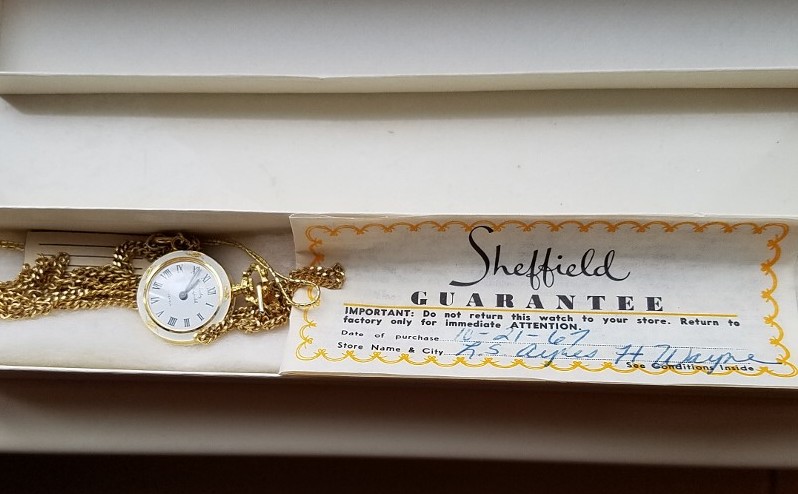 Sheffield
GUARANTEE
IMPORTANT: Do not return this watch to your store. Return to
factory only for immediate ATTENTION.
Date of purchase 10-21-67
Store Name & City L.S Ayres Ft Wayne
See Conditions Inside